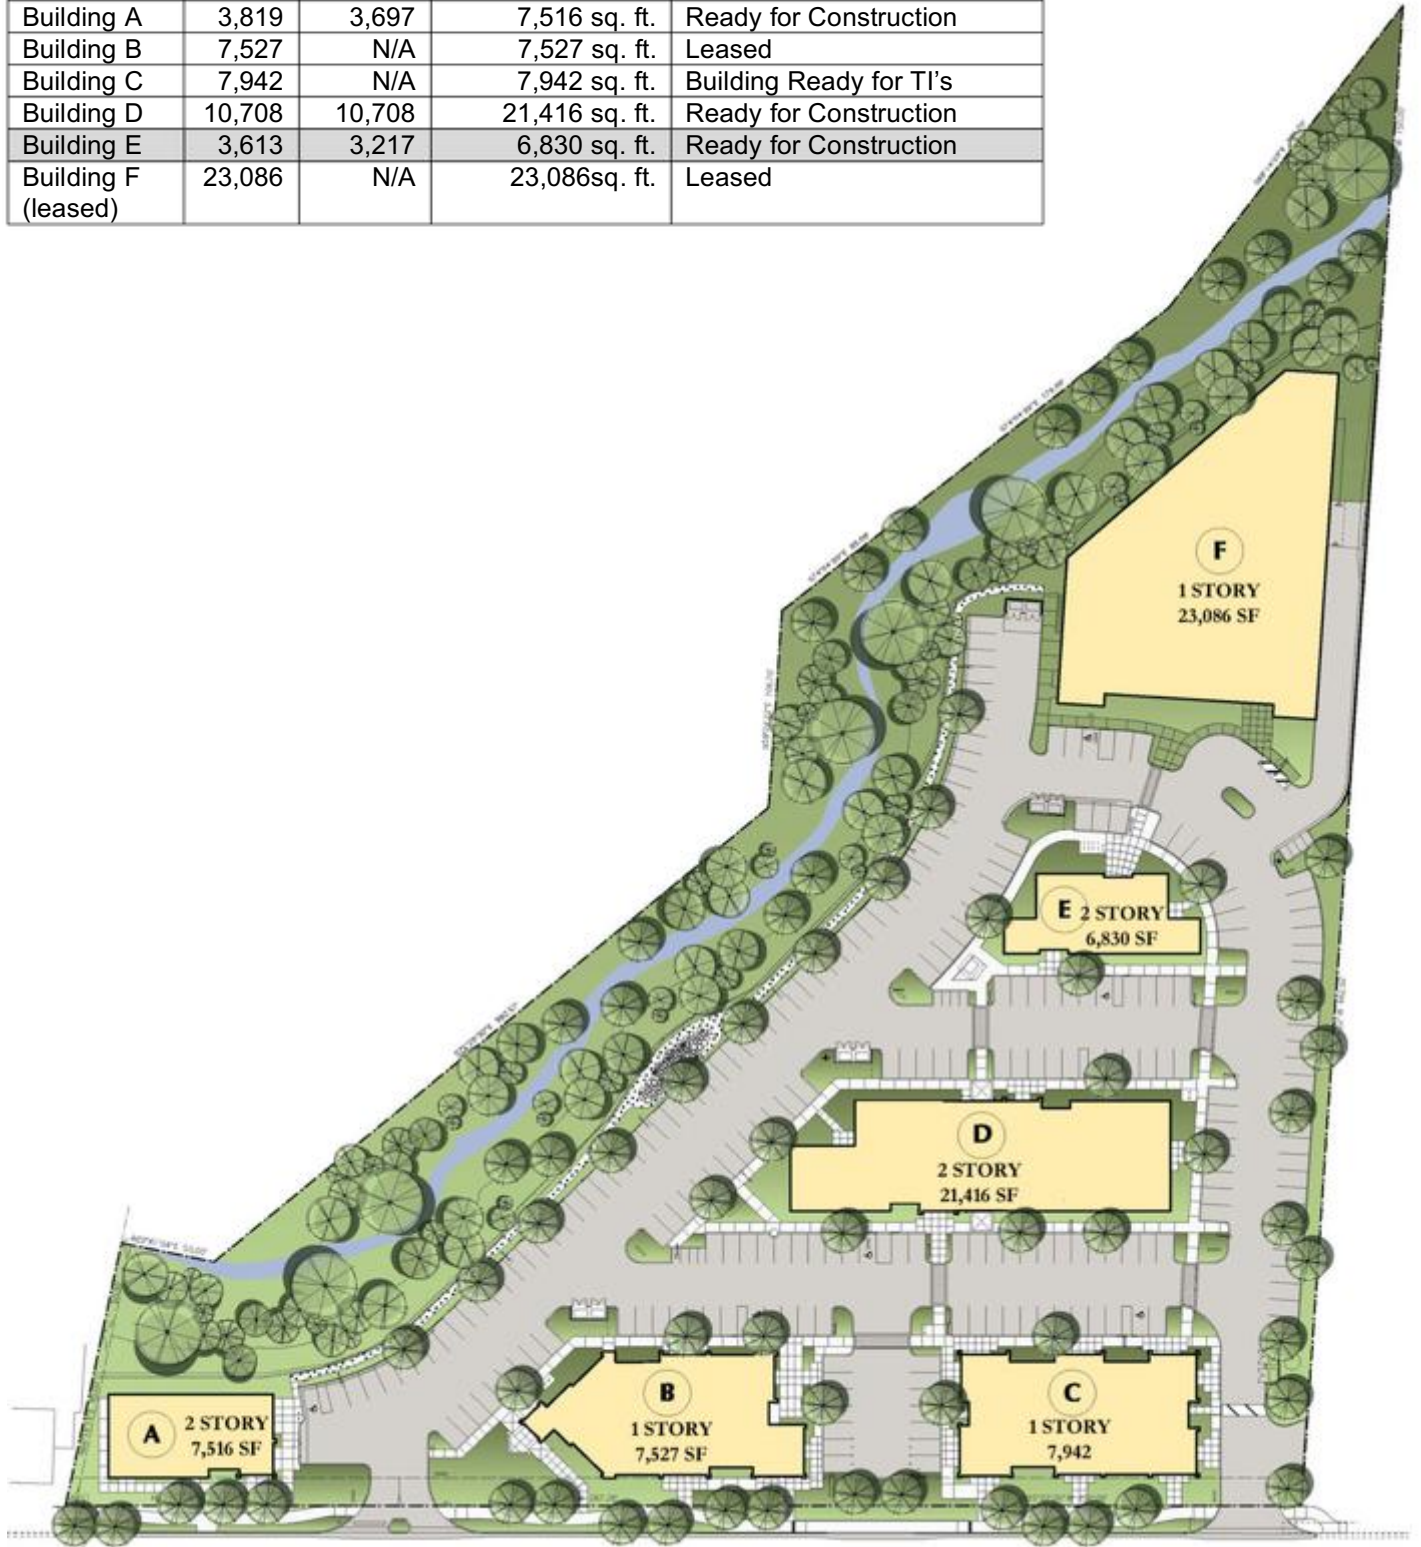 Building A 3,819 3,697 7,516 sq. ft. Ready for Construction
Building B 7,527 N/A 7,527 sq. ft. Leased
Building C 7,942 N/A 7,942 sq. ft. Building Ready for TI’s
Building D 10,708 10,708 21,416 sq. ft. Ready for Construction
Building E 3,613 3,217 6,830 sq. ft. Ready for Construction
Building F 23,086 N/A 23,086sq. ft. Leased
(leased)
F
1 STORY
23,086 SF
E 2 STORY
6,830 SF
D
2 STORY
21,416 SF
A 2 STORY
7,516 SF
B
1 STORY
7,527 SF
C
1 STORY
7,942